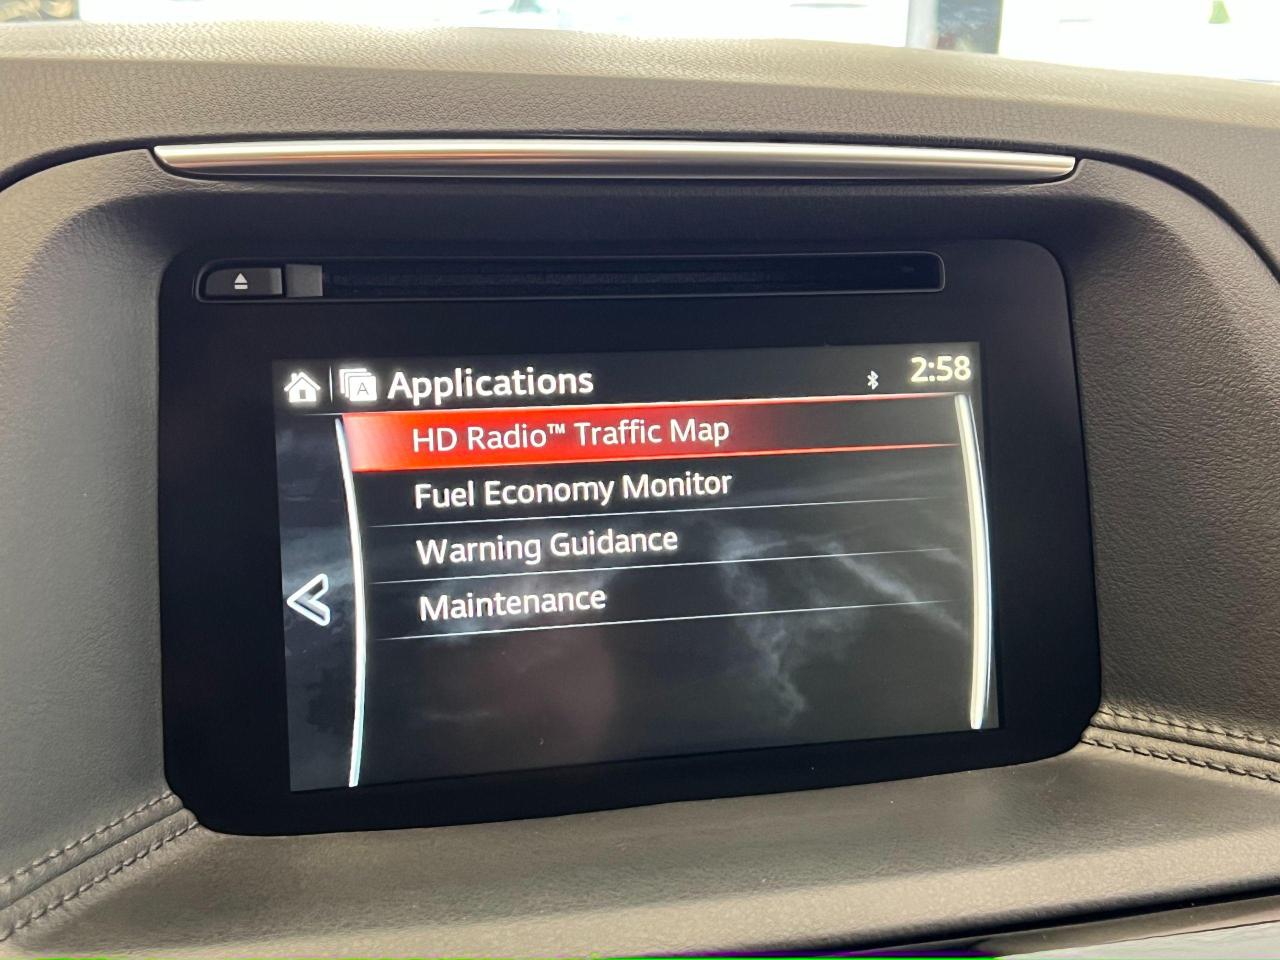 Applications
2:58
HD Radio™ Traffic Map
Fuel Economy Monitor
Warning Guidance
Maintenance